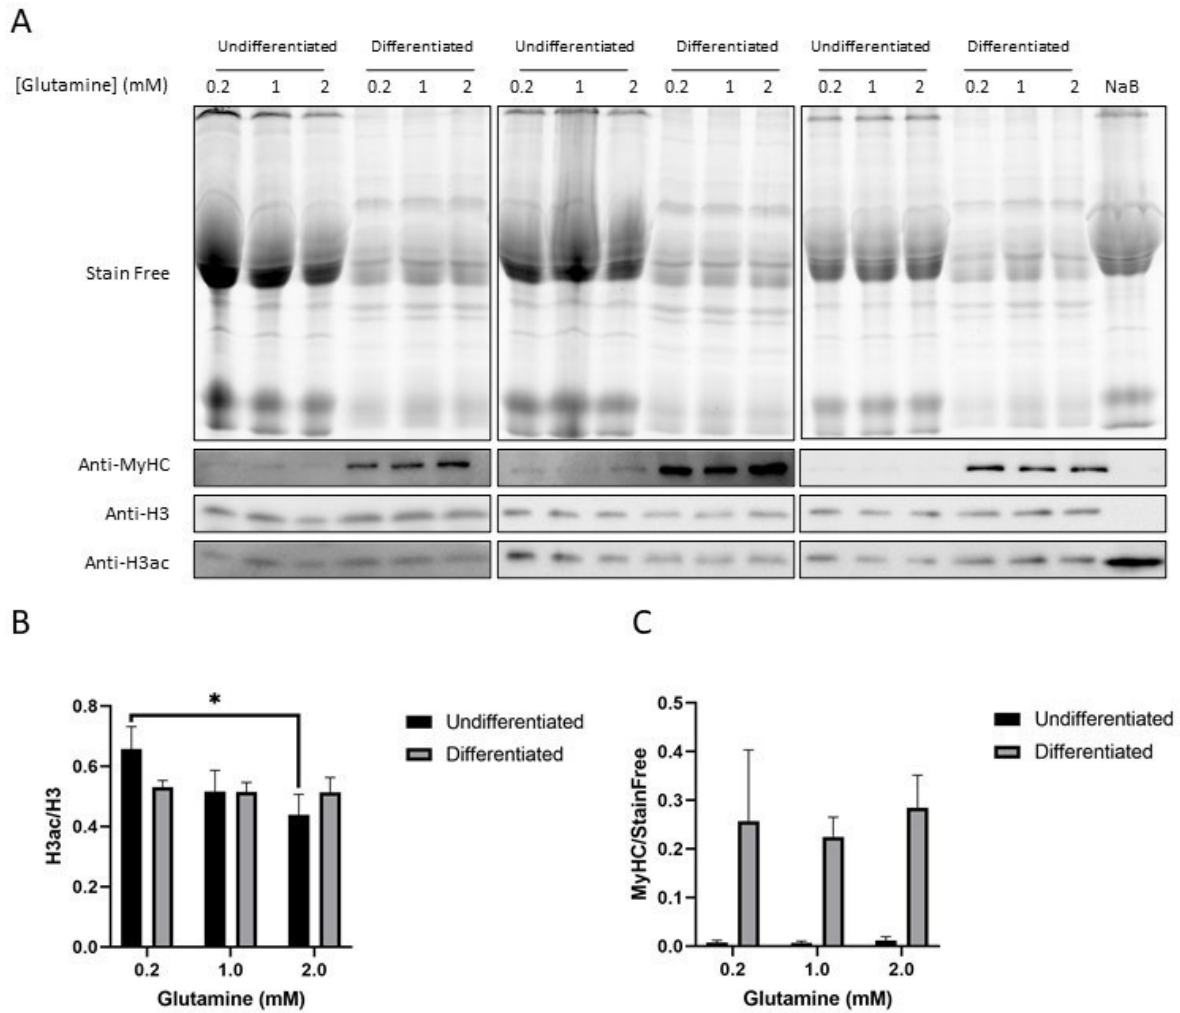 A
Undifferentiated Differentiated Undifferentiated Differentiated Undifferentiated Differentiated
[Glutamine] (mM) 0.2 1 2 0.2 1 2 0.2 1 2 0.2 1 2 0.2 1 2 0.2 1 2 NaB
Stain Free
Anti-MyHC
Anti-H3
Anti-H3ac
B
H3ac/H3
0.8
0.6
0.4
0.2
0.0
*
Undifferentiated
Differentiated
0.2 1.0 2.0
Glutamine (mM)
C
MyHC/StainFree
0.5
0.4
0.3
0.2
0.1
0.0
Undifferentiated
Differentiated
0.2 1.0 2.0
Glutamine (mM)